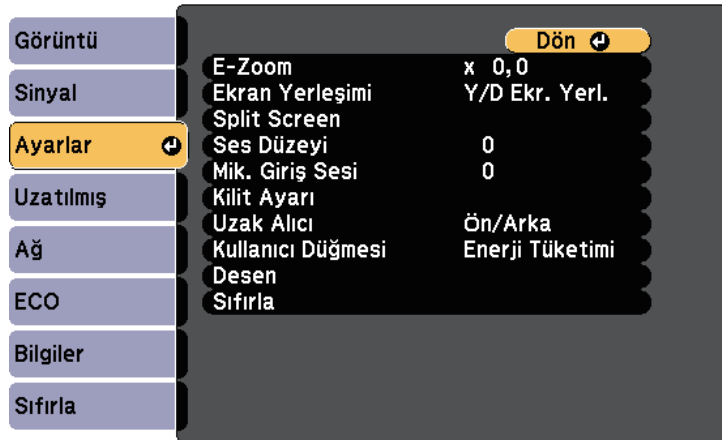 Görüntü
Sinyal
Ayarlar
Uzatılmış
Ağ
ECO
Bilgiler
Sıfırla
Dön
E-Zoom x 0,0
Ekran Yerleşimi Y/D Ekr. Yerl.
Split Screen
Ses Düzeyi 0
Mik. Giriş Sesi 0
Kilit Ayarı
Uzak Alıcı Ön/Arka
Kullanıcı Düğmesi Enerji Tüketimi
Desen
Sıfırla